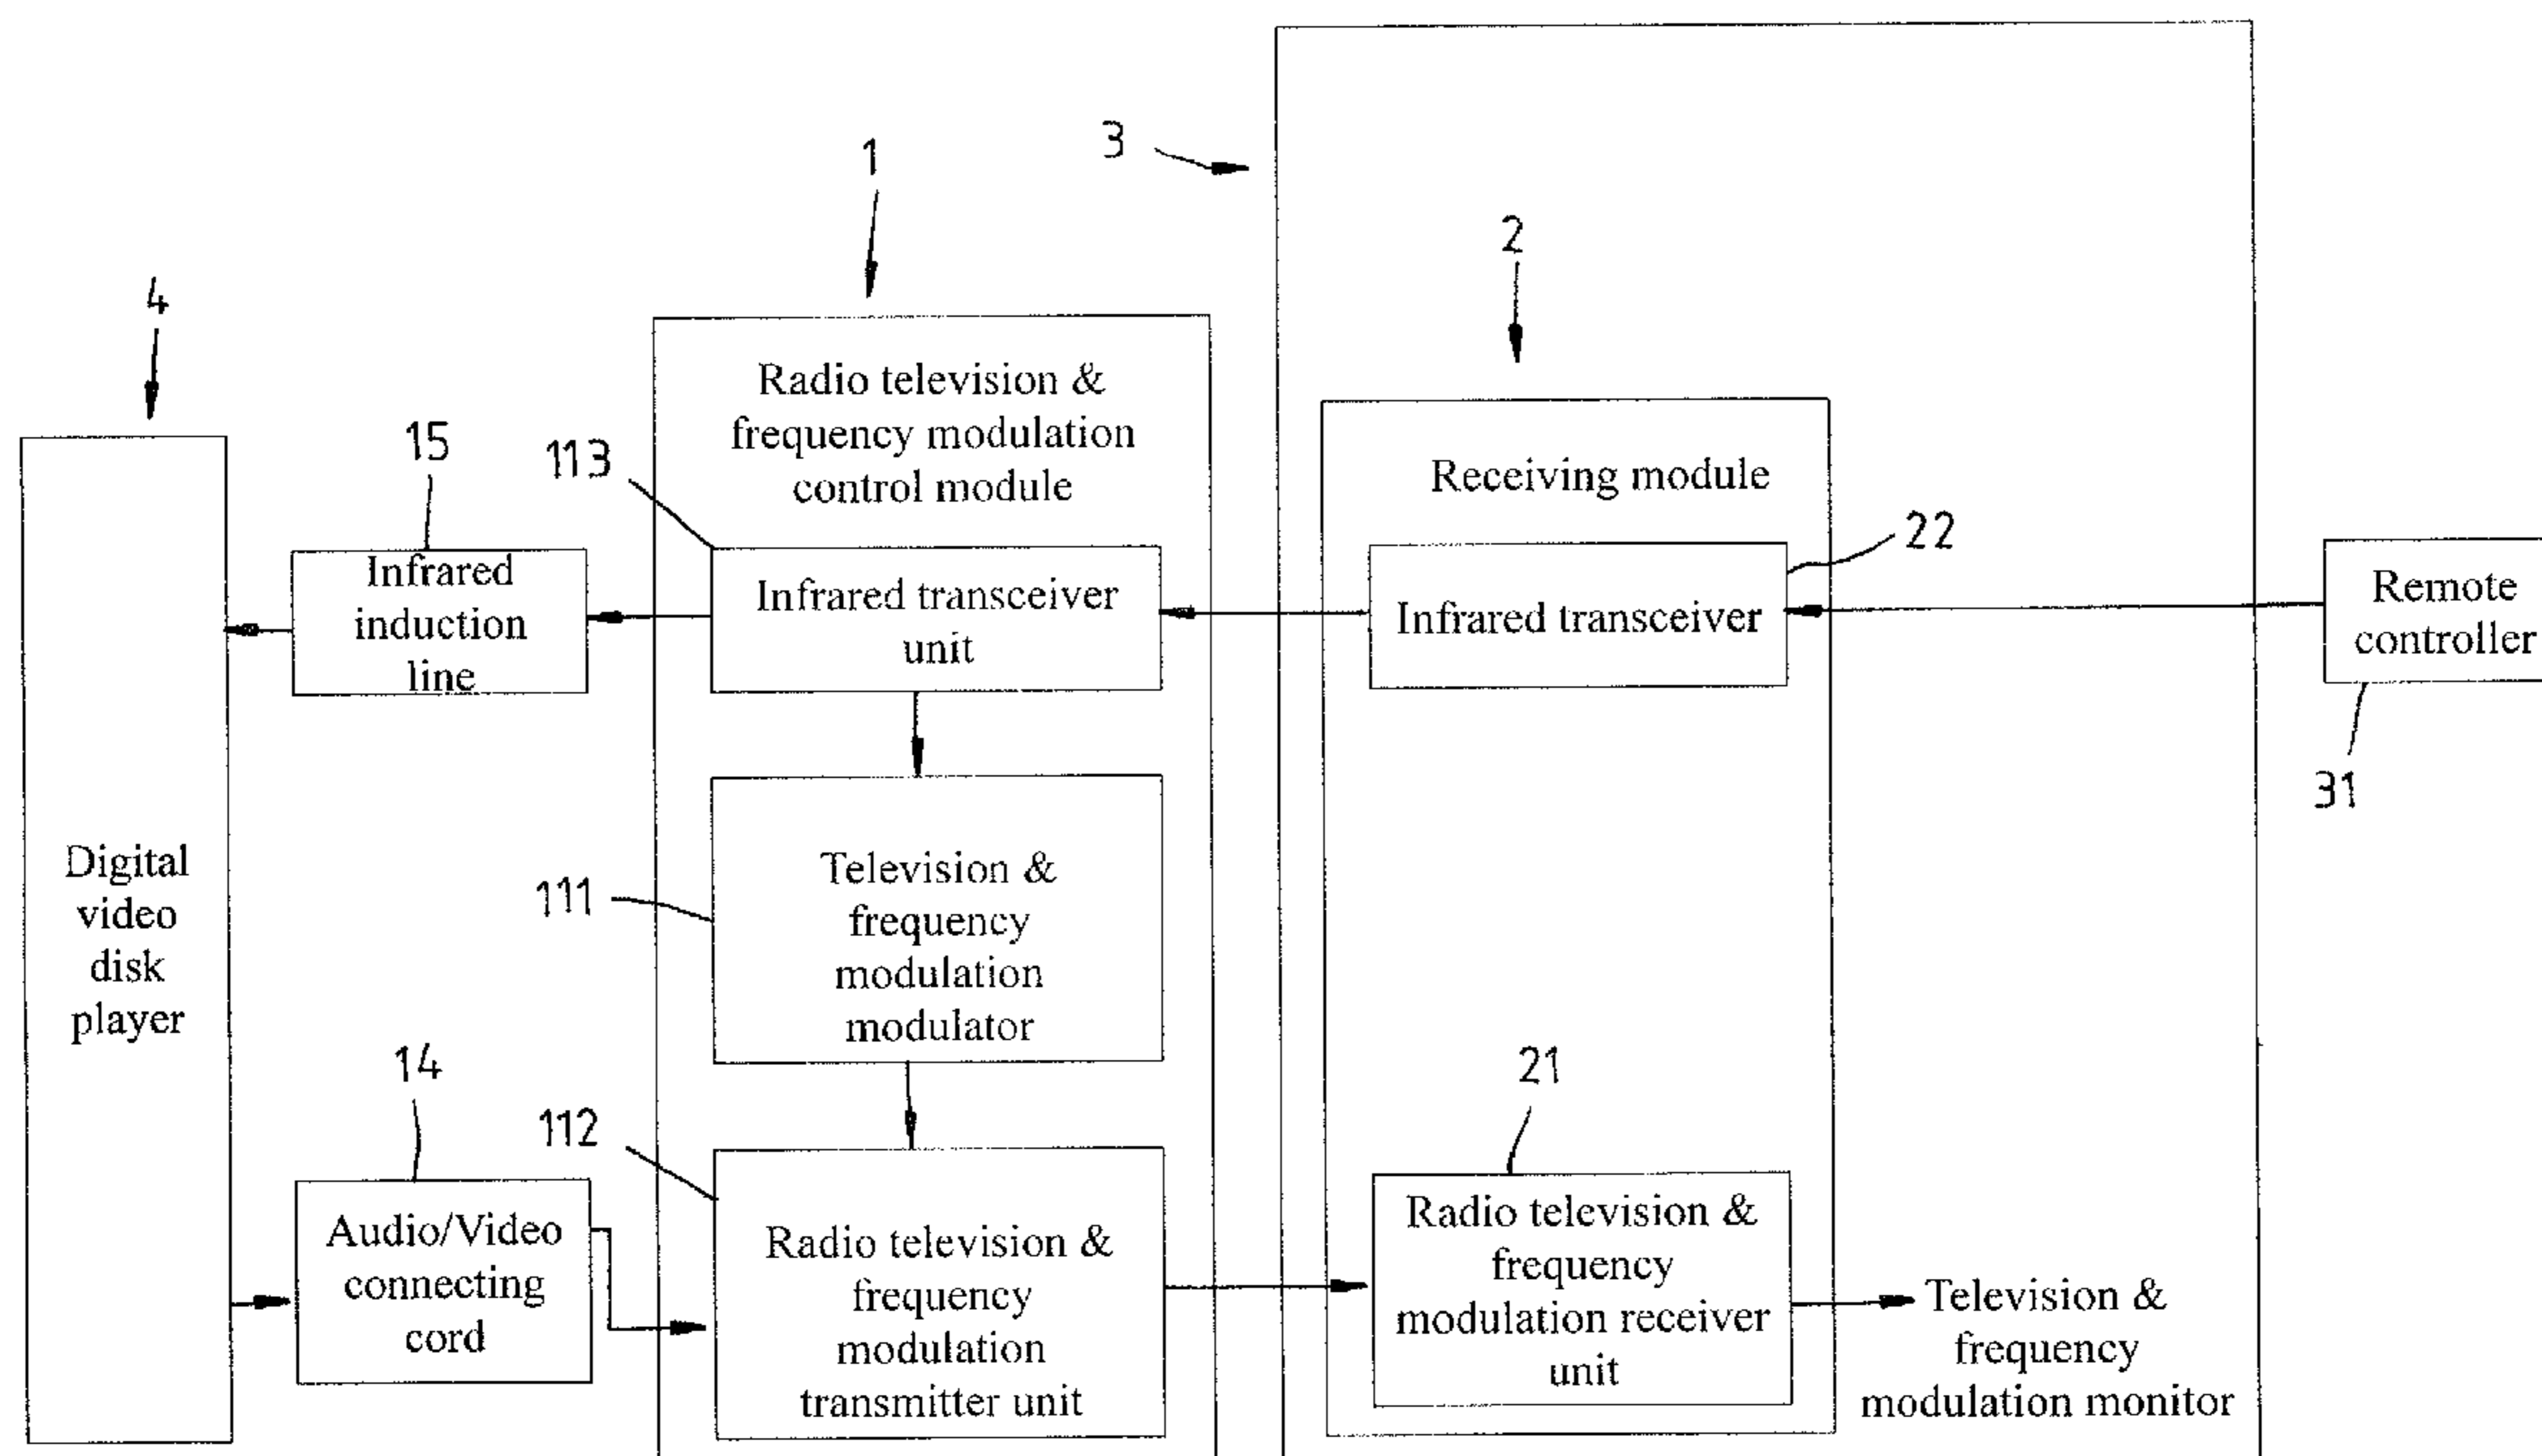 3
1
2
4
Radio television &
frequency modulation
control module
15
113
Receiving module
22
Infrared
induction
line
Infrared transceiver
unit
Infrared transceiver
Remote
controller
31
Digital
video
disk
player
111
Television &
frequency
modulation
modulator
14
112
21
Audio/Video
connecting
cord
Radio television &
frequency
modulation
transmitter unit
Radio television &
frequency
modulation receiver
unit
Television &
frequency
modulation monitor